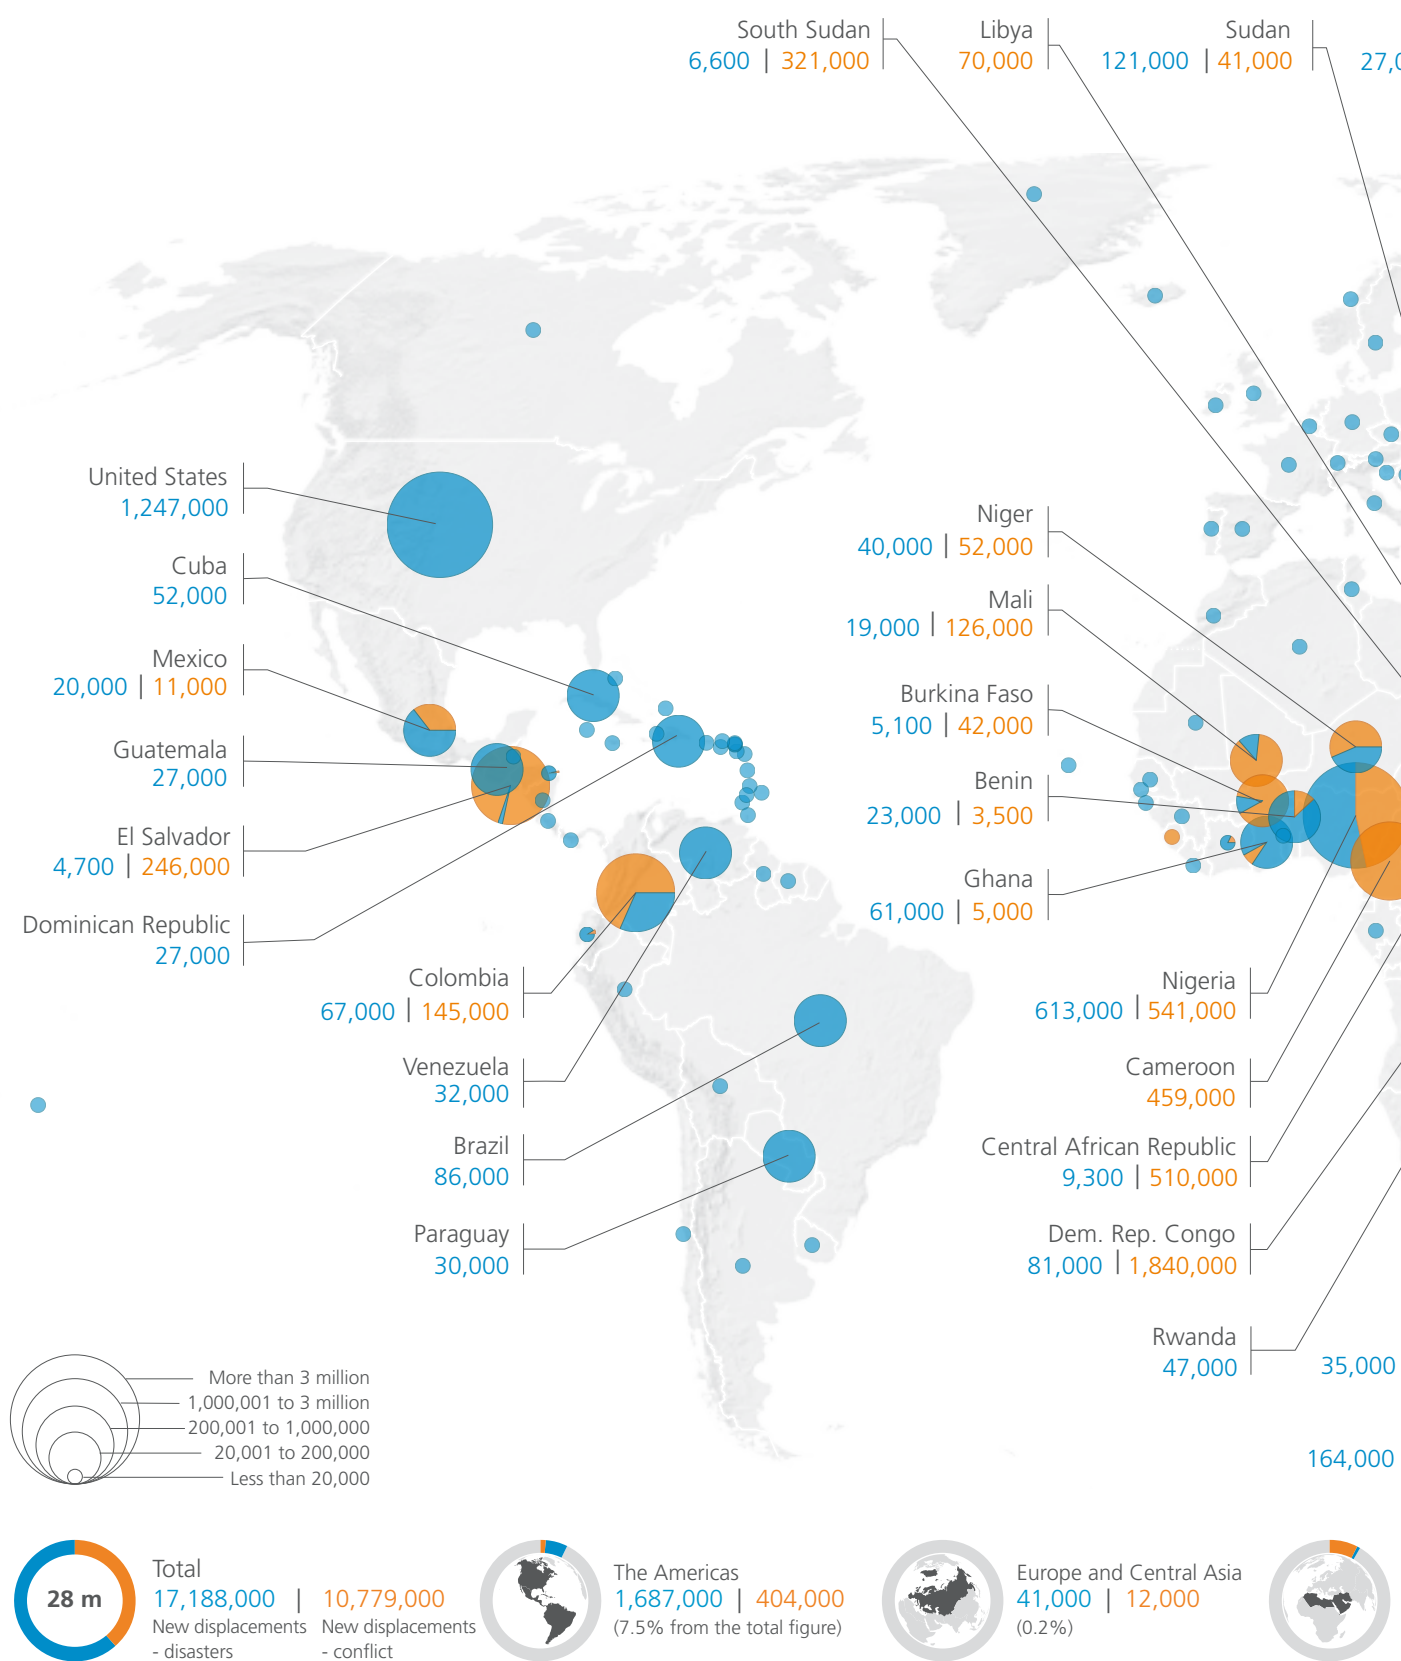 South Sudan
6,600 | 321,000
Libya
70,000
Sudan
121,000 | 41,000
United States
1,247,000
Cuba
52,000
Mexico
20,000 | 11,000
Guatemala
27,000
El Salvador
4,700 | 246,000
Dominican Republic
27,000
Colombia
67,000 | 145,000
Venezuela
32,000
Brazil
86,000
Paraguay
30,000
Niger
40,000 | 52,000
Mali
19,000 | 126,000
Burkina Faso
5,100 | 42,000
Benin
23,000 | 3,500
Ghana
61,000 | 5,000
Nigeria
613,000 | 541,000
Cameroon
459,000
Central African Republic
9,300 | 510,000
Dem. Rep. Congo
81,000 | 1,840,000
Rwanda
47,000
35,000
164,000
More than 3 million
1,000,001 to 3 million
200,001 to 1,000,000
20,001 to 200,000
Less than 20,000
28 m
Total
17,188,000 | 10,779,000
New displacements - disasters
New displacements - conflict
The Americas
1,687,000 | 404,000
(7.5% from the total figure)
Europe and Central Asia
41,000 | 12,000
(0.2%)